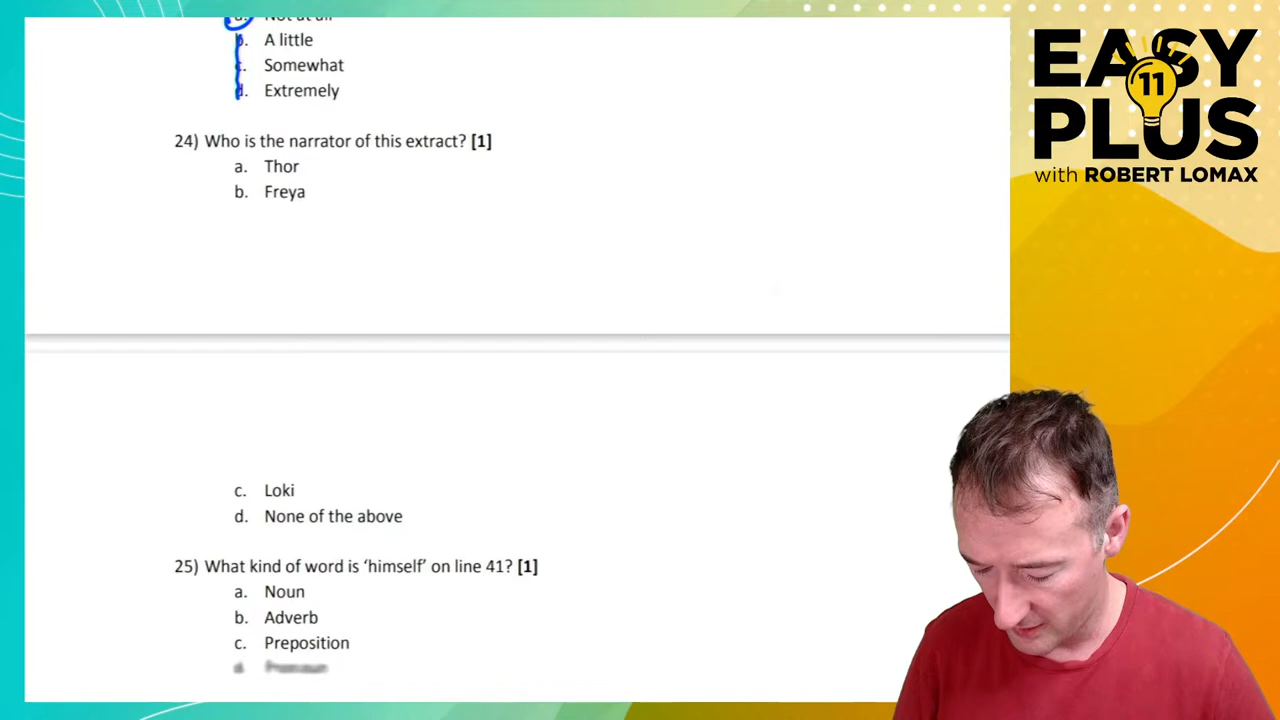 b. A little
c. Somewhat
d. Extremely
24) Who is the narrator of this extract? [1]
a. Thor
b. Freya
c. Loki
d. None of the above
25) What kind of word is ‘himself’ on line 41? [1]
a. Noun
b. Adverb
c. Preposition
EASY
11
PLUS
with ROBERT LOMAX